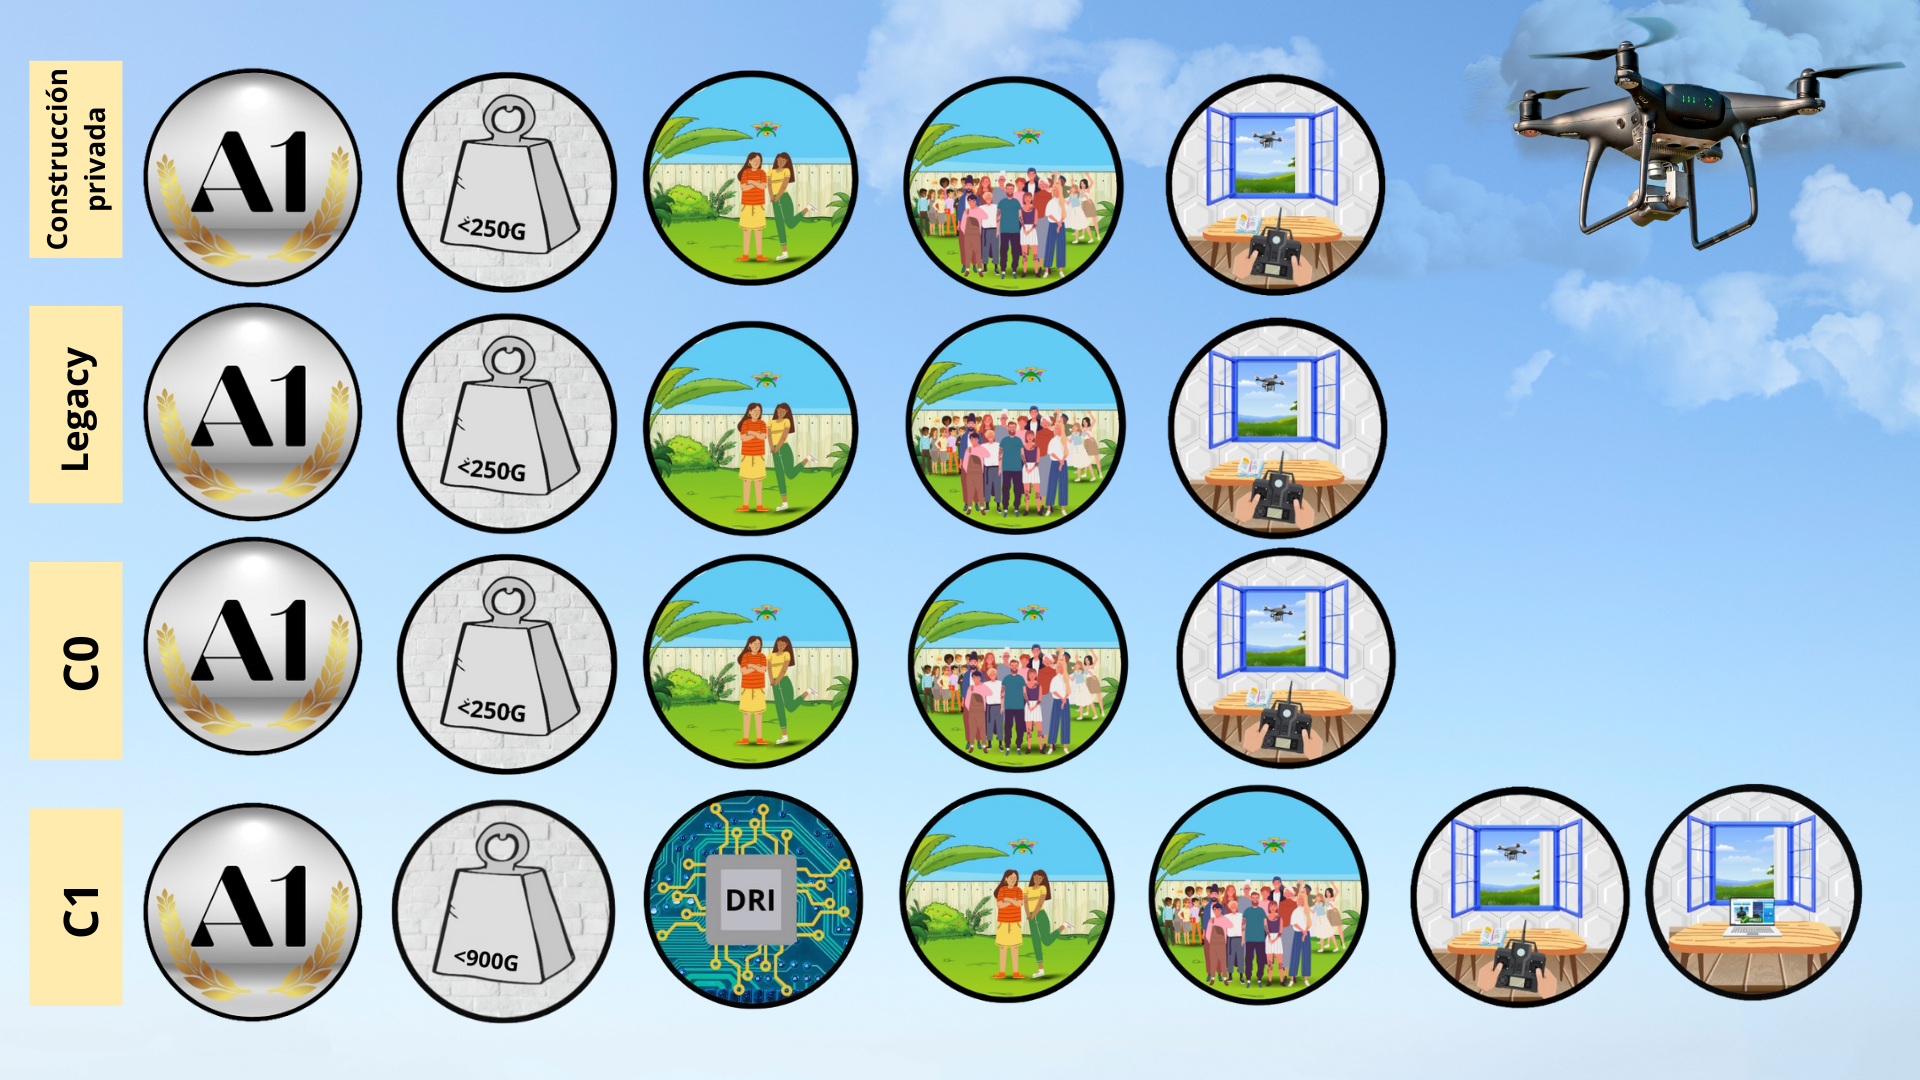 Construcción
privada
A1
<250G
Legacy
A1
<250G
C0
A1
<250G
C1
A1
<900G
DRI